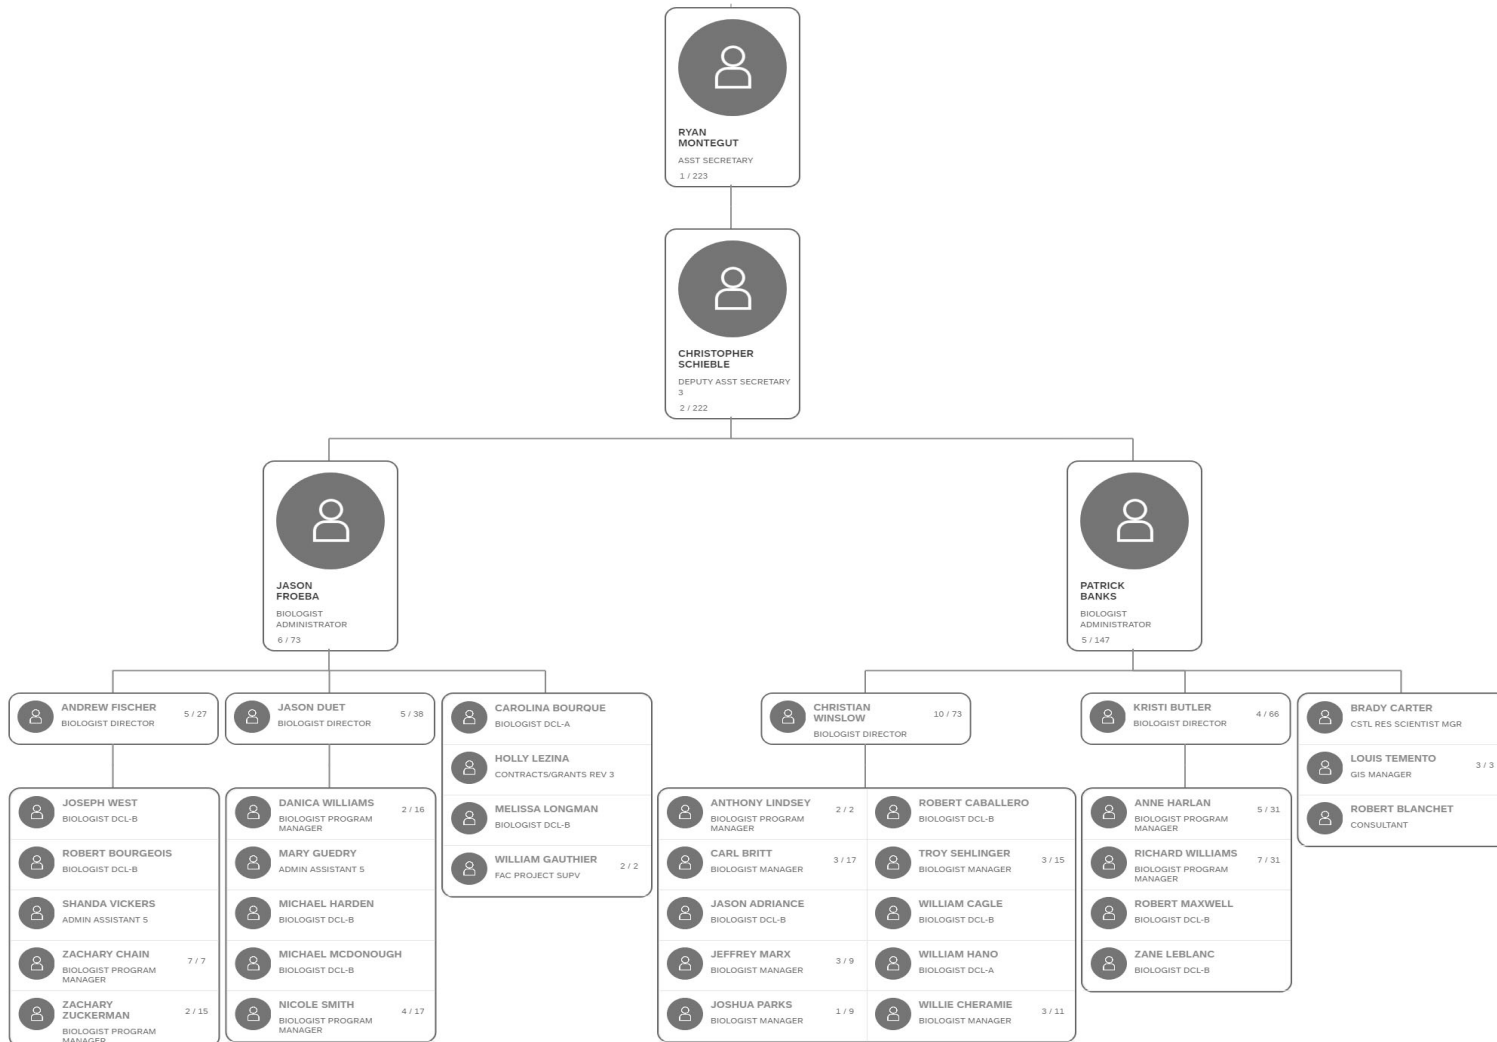 RYAN
MONTEGUT
ASST SECRETARY
1 / 223
CHRISTOPHER
SCHIEBLE
DEPUTY ASST SECRETARY
3
2 / 222
JASON
FROEBA
BIOLOGIST
ADMINISTRATOR
6 / 73
PATRICK
BANKS
BIOLOGIST
ADMINISTRATOR
5 / 147
ANDREW FISCHER
BIOLOGIST DIRECTOR
5 / 27
JASON DUET
BIOLOGIST DIRECTOR
5 / 38
CAROLINA BOURQUE
BIOLOGIST DCL-A
HOLLY LEZINA
CONTRACTS/GRANTS REV 3
MELISSA LONGMAN
BIOLOGIST DCL-B
WILLIAM GAUTHIER
FAC PROJECT SUPV
2 / 2
CHRISTIAN
WINSLOW
BIOLOGIST DIRECTOR
10 / 73
KRISTI BUTLER
BIOLOGIST DIRECTOR
4 / 66
BRADY CARTER
CSTL RES SCIENTIST MGR
LOUIS TEMENTO
GIS MANAGER
3 / 3
ROBERT BLANCHET
CONSULTANT
JOSEPH WEST
BIOLOGIST DCL-B
ROBERT BOURGEOIS
BIOLOGIST DCL-B
SHANDA VICKERS
ADMIN ASSISTANT 5
ZACHARY CHAIN
BIOLOGIST PROGRAM
MANAGER
7 / 7
ZACHARY
ZUCKERMAN
BIOLOGIST PROGRAM
MANAGER
2 / 15
DANICA WILLIAMS
BIOLOGIST PROGRAM
MANAGER
2 / 16
MARY GUEDRY
ADMIN ASSISTANT 5
MICHAEL HARDEN
BIOLOGIST DCL-B
MICHAEL MCDONOUGH
BIOLOGIST DCL-B
NICOLE SMITH
BIOLOGIST PROGRAM
MANAGER
4 / 17
ANTHONY LINDSEY
BIOLOGIST PROGRAM
MANAGER
2 / 2
CARL BRITT
BIOLOGIST MANAGER
3 / 17
JASON ADRIANCE
BIOLOGIST DCL-B
JEFFREY MARX
BIOLOGIST MANAGER
3 / 9
JOSHUA PARKS
BIOLOGIST MANAGER
1 / 9
ROBERT CABALLERO
BIOLOGIST DCL-B
TROY SEHLINGER
BIOLOGIST MANAGER
3 / 15
WILLIAM CAGLE
BIOLOGIST DCL-B
WILLIAM HANO
BIOLOGIST DCL-A
WILLIE CHERAMIE
BIOLOGIST MANAGER
3 / 11
ANNE HARLAN
BIOLOGIST PROGRAM
MANAGER
5 / 31
RICHARD WILLIAMS
BIOLOGIST PROGRAM
MANAGER
7 / 31
ROBERT MAXWELL
BIOLOGIST DCL-B
ZANE LEBLANC
BIOLOGIST DCL-B